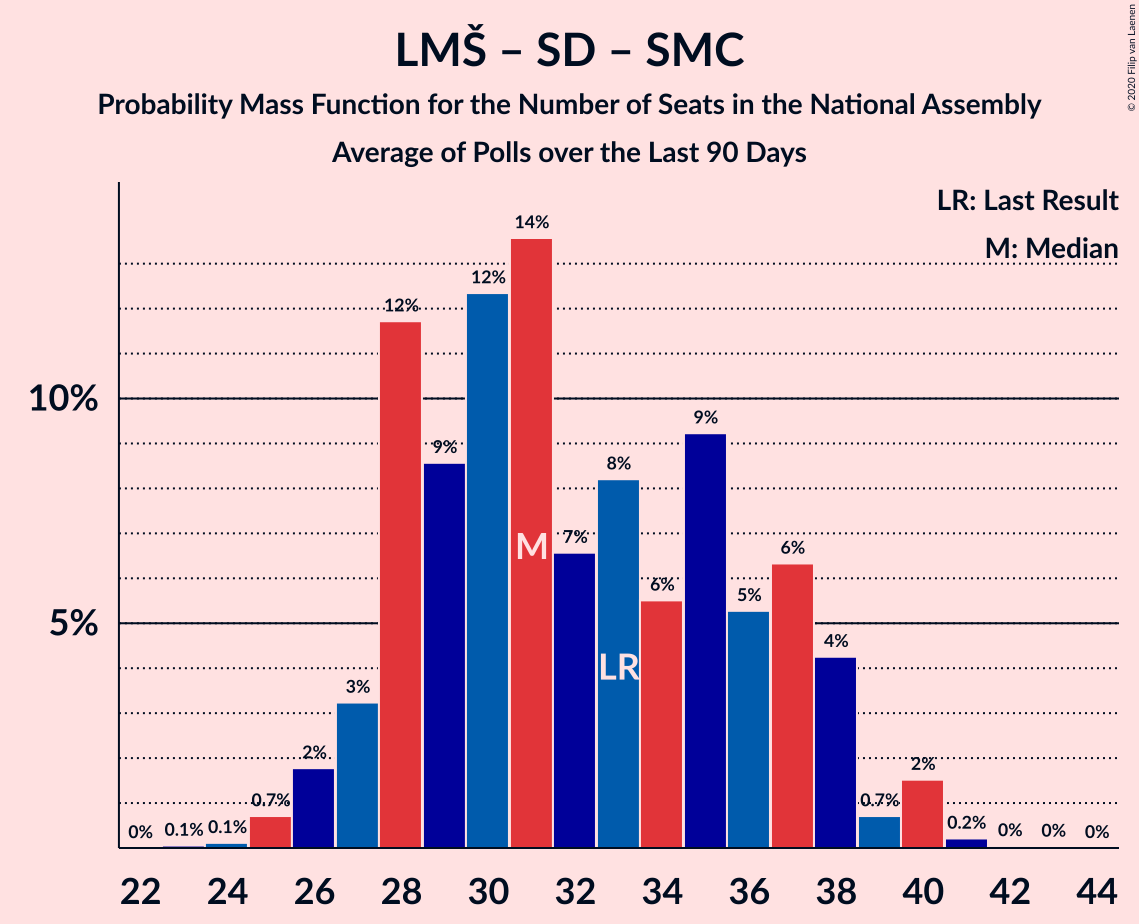 LMŠ – SD – SMC
Probability Mass Function for the Number of Seats in the National Assembly
Average of Polls over the Last 90 Days
© 2020 Filip van Laenen
LR: Last Result
M: Median
10%
5%
0%
0.1%
0.1%
0.7%
2%
3%
12%
9%
12%
14%
7%
8%
6%
9%
5%
6%
4%
0.7%
2%
0.2%
0%
0%
0%
M
LR
22 24 26 28 30 32 34 36 38 40 42 44